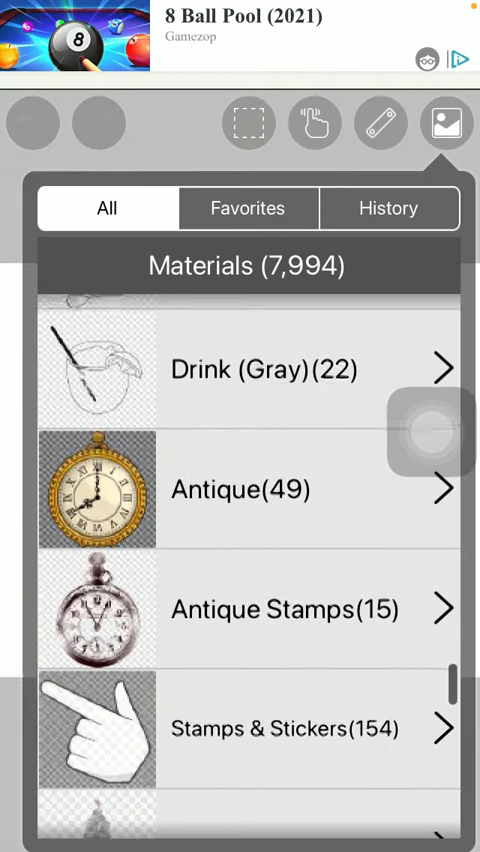 8 Ball Pool (2021)
Gamezop
8
All
Favorites
History
Materials (7,994)
Drink (Gray)(22)
Antique(49)
Antique Stamps(15)
Stamps & Stickers(154)